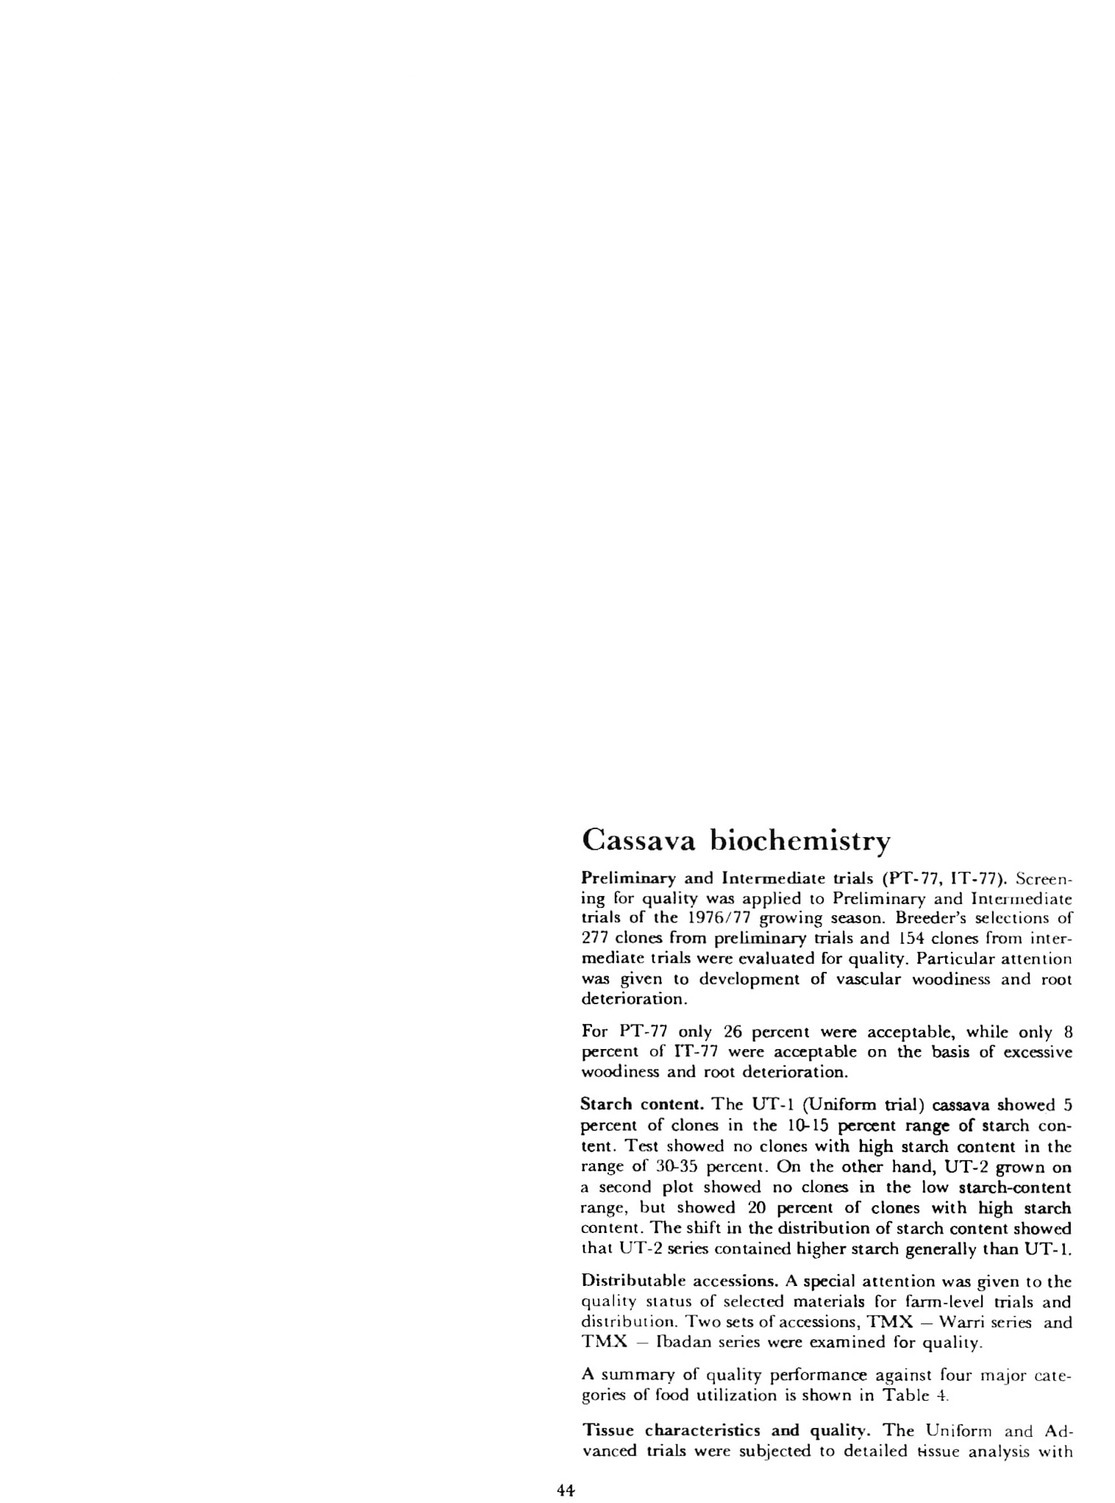 Cassava biochemistry
Preliminary and Intermediate trials (PT-77, IT-77). Screen-
ing for quality was applied to Preliminary and Intermediate
trials of the 1976/77 growing season. Breeder's selections of
277 clones from preliminary trials and 154 clones from inter-
mediate trials were evaluated for quality. Particular attention
was given to development of vascular woodiness and root
deterioration.
For PT-77 only 26 percent were acceptable, while only 8
percent of IT-77 were acceptable on the basis of excessive
woodiness and root deterioration.
Starch content. The UT-1 (Uniform trial) cassava showed 5
percent of clones in the 10-15 percent range of starch con-
tent. Test showed no clones with high starch content in the
range of 30-35 percent. On the other hand, UT-2 grown on
a second plot showed no clones in the low starch-content
range, but showed 20 percent of clones with high starch
content. The shift in the distribution of starch content showed
that UT-2 series contained higher starch generally than UT-1.
Distributable accessions. A special attention was given to the
quality status of selected materials for farm-level trials and
distribution. Two sets of accessions, TMX – Warri series and
TMX – Ibadan series were examined for quality.
A summary of quality performance against four major cate-
gories of food utilization is shown in Table 4.
Tissue characteristics and quality. The Uniform and Ad-
vanced trials were subjected to detailed tissue analysis with
44